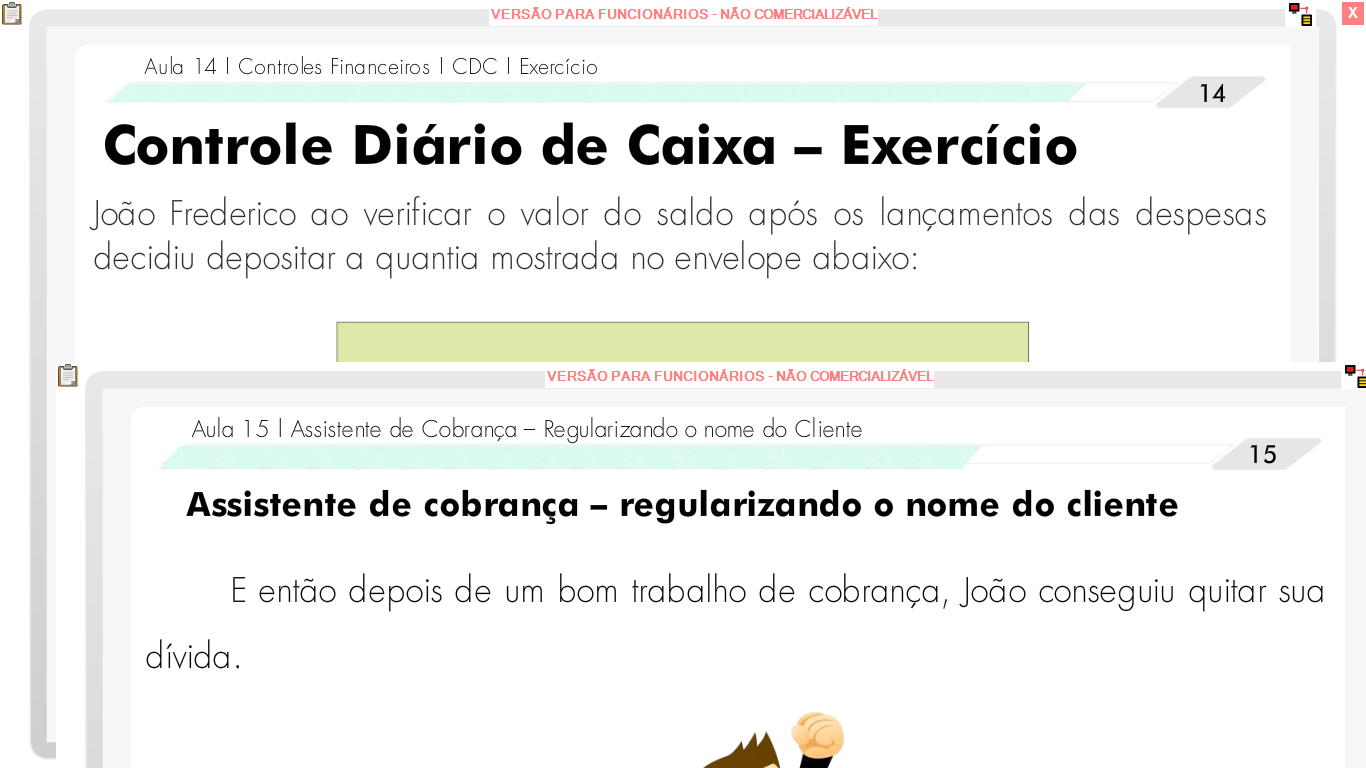 VERSÃO PARA FUNCIONÁRIOS - NÃO COMERCIALIZÁVEL
X
Aula 14 | Controles Financeiros | CDC | Exercício
14
Controle Diário de Caixa – Exercício
João Frederico ao verificar o valor do saldo após os lançamentos das despesas
decidiu depositar a quantia mostrada no envelope abaixo:
VERSÃO PARA FUNCIONÁRIOS - NÃO COMERCIALIZÁVEL
Aula 15 | Assistente de Cobrança – Regularizando o nome do Cliente
15
Assistente de cobrança – regularizando o nome do cliente
E então depois de um bom trabalho de cobrança, João conseguiu quitar sua
dívida.